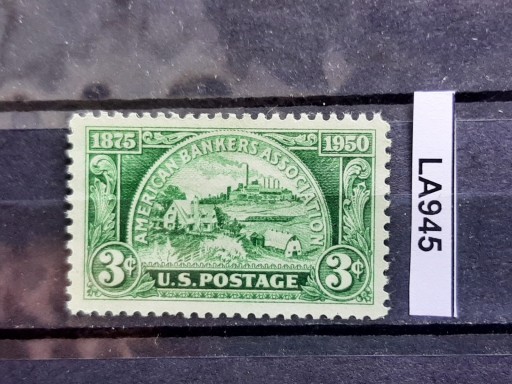 1875 1950
AMERICAN BANKERS ASSOCIATION
3¢ 3¢
U.S. POSTAGE
LA945